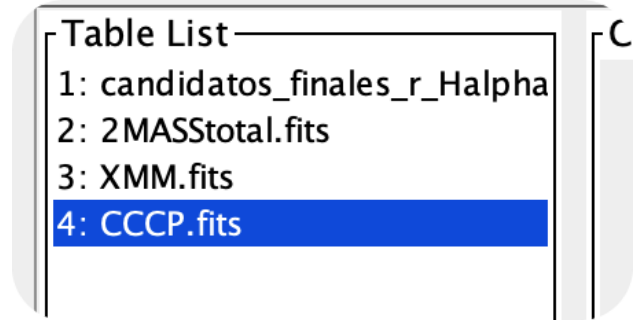 Table List
1: candidatos_finales_r_Halpha
2: 2MASStotal.fits
3: XMM.fits
4: CCCP.fits